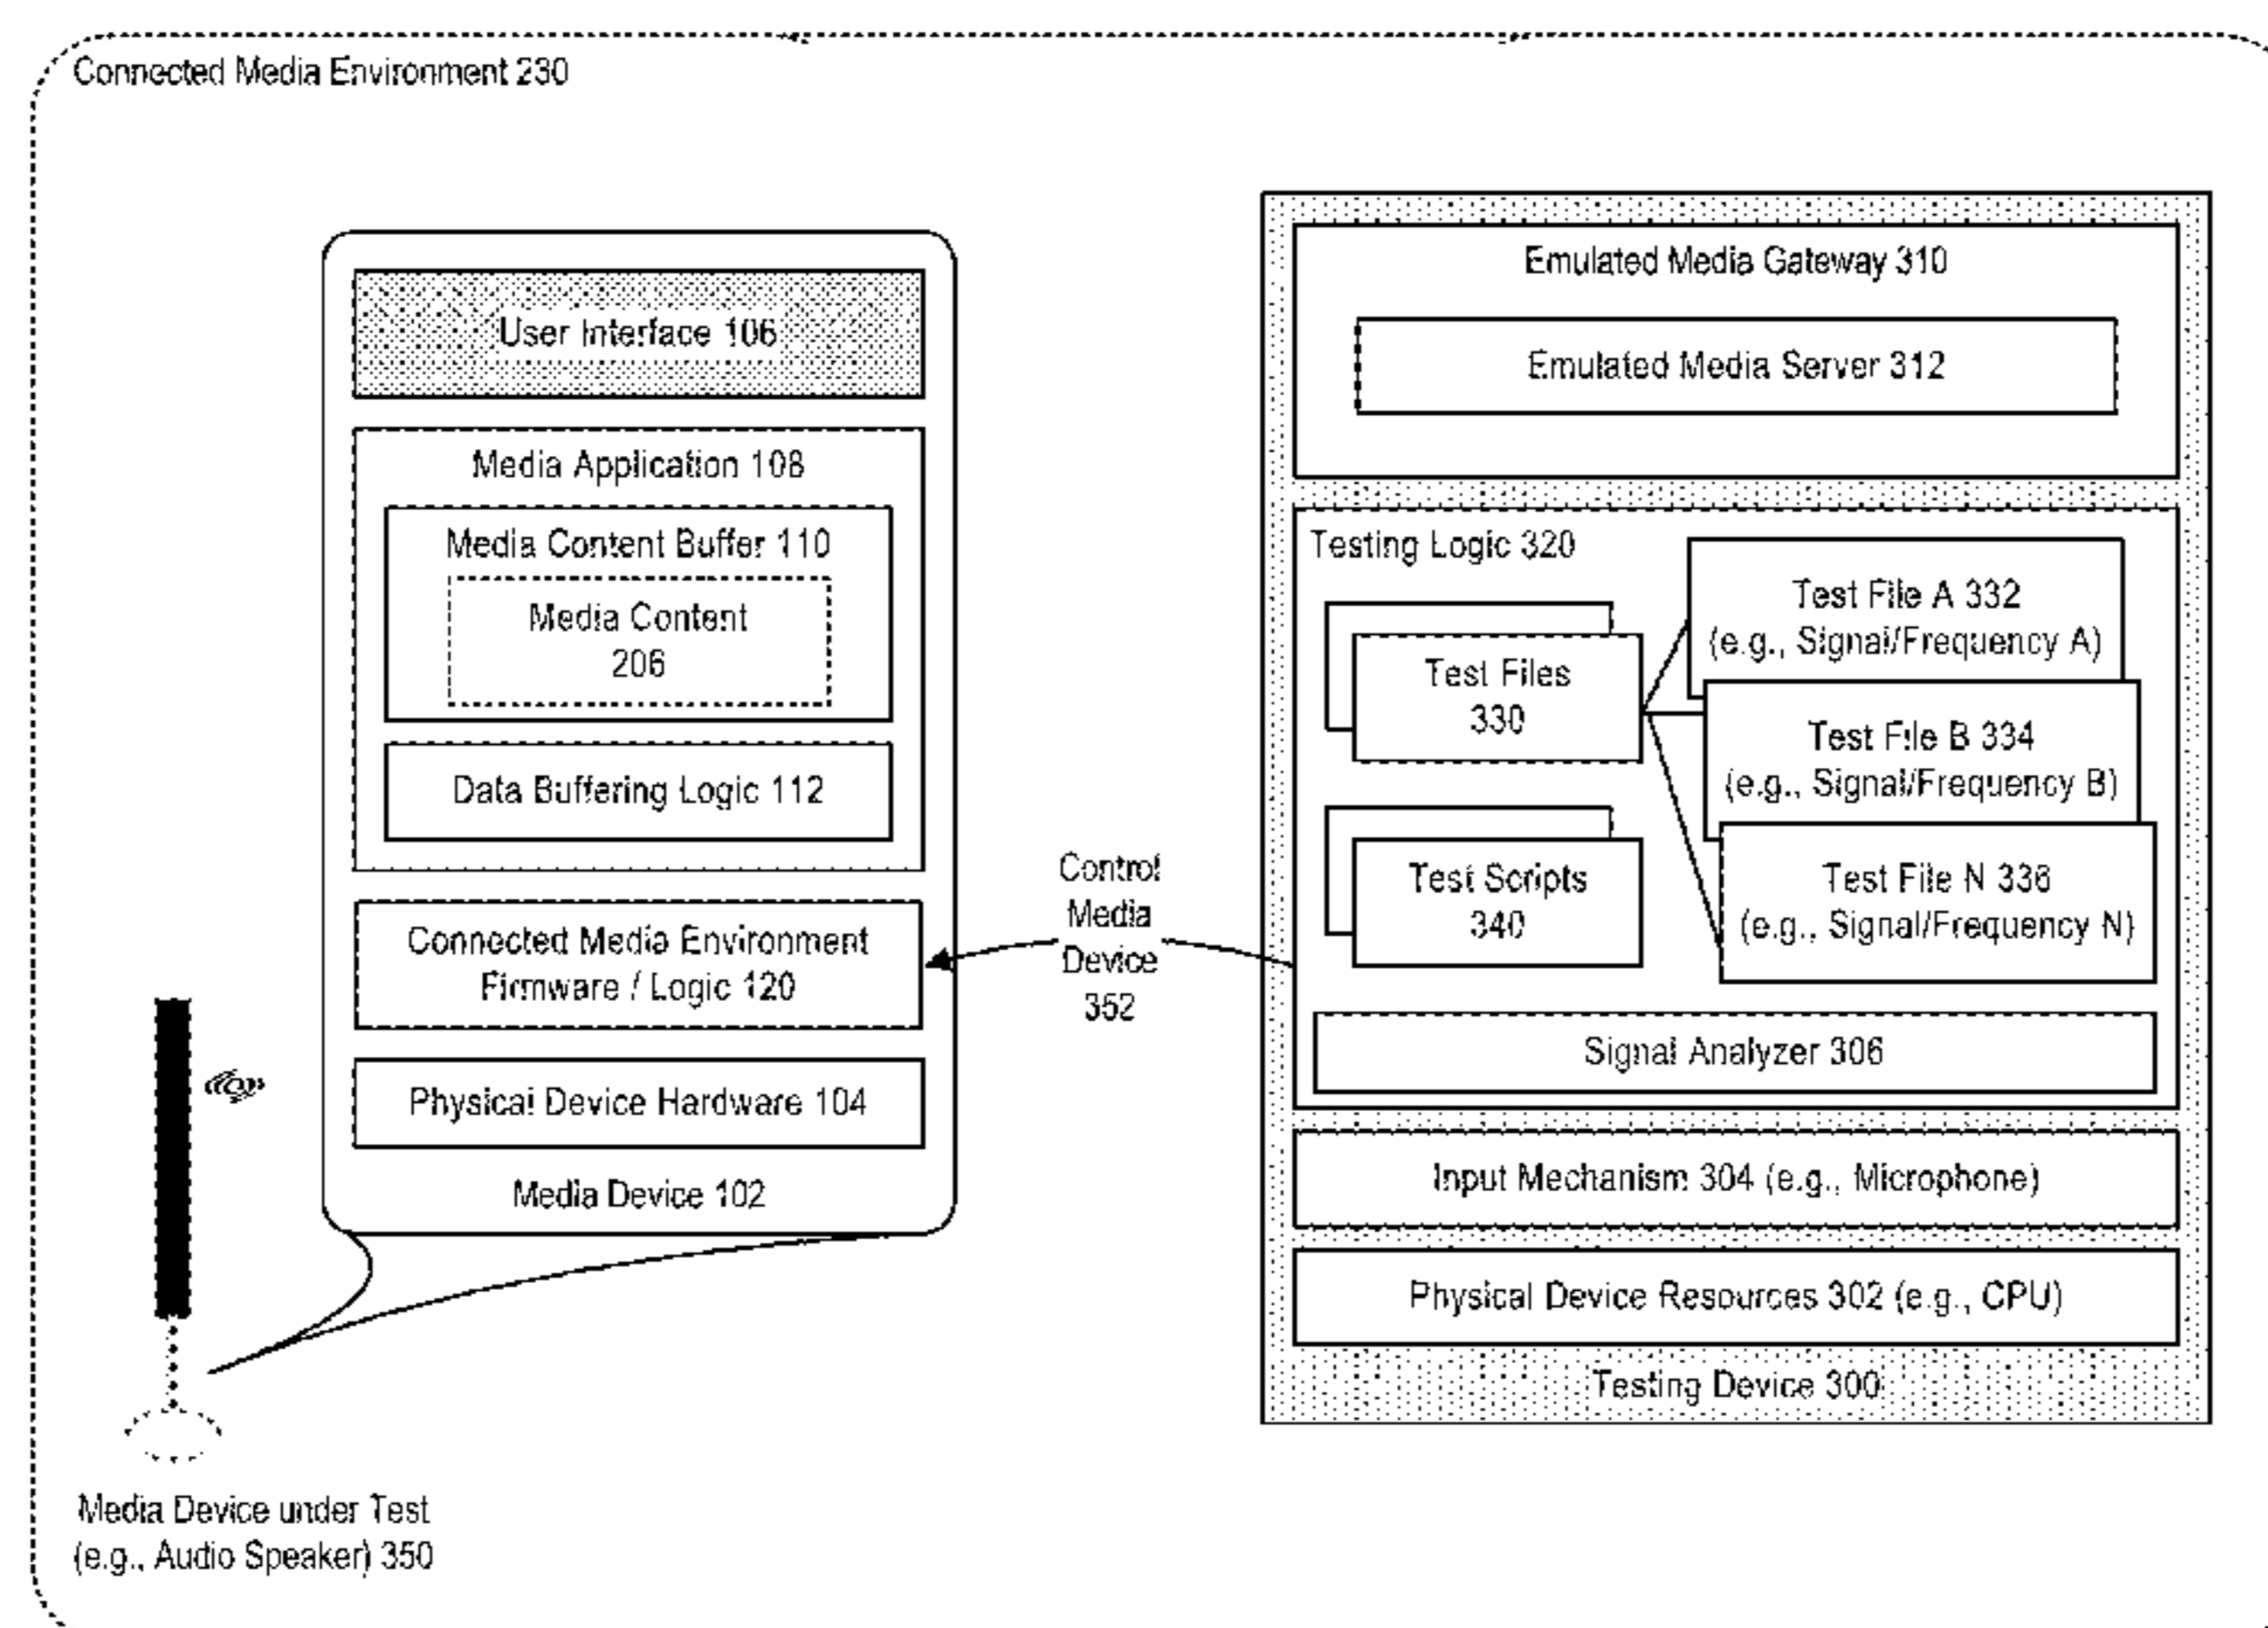 Connected Media Environment 230
User Interface 106
Media Application 108
Media Content Buffer 110
Media Content
206
Data Buffering Logic 112
Connected Media Environment
Firmware / Logic 120
Physical Device Hardware 104
Media Device 102
Media Device under Test
(e.g., Audio Speaker) 350
Control
Media
Device
352
Emulated Media Gateway 310
Emulated Media Server 312
Testing Logic 320
Test Files
330
Test File A 332
(e.g., Signal/Frequency A)
Test File B 334
(e.g., Signal/Frequency B)
Test File N 336
(e.g., Signal/Frequency N)
Test Scripts
340
Signal Analyzer 306
Input Mechanism 304 (e.g., Microphone)
Physical Device Resources 302 (e.g., CPU)
Testing Device 300